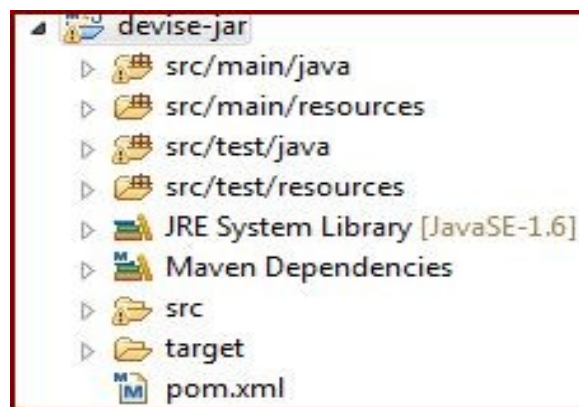 devise-jar
src/main/java
src/main/resources
src/test/java
src/test/resources
JRE System Library [JavaSE-1.6]
Maven Dependencies
src
target
pom.xml